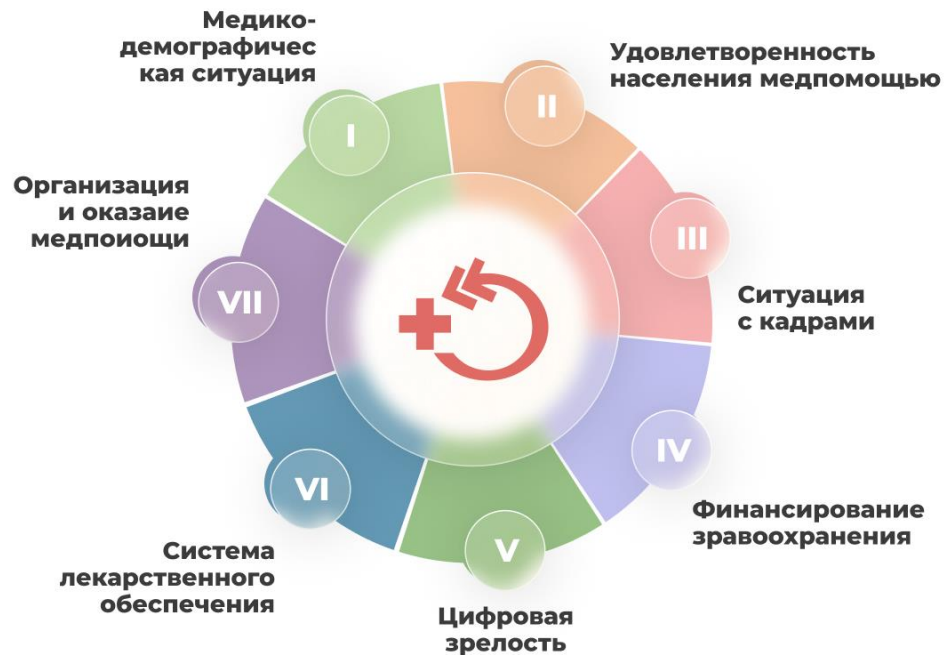 Медико-
демографичес
кая ситуация
I
Удовлетворенность
населения медпомощью
II
III
Ситуация
с кадрами
IV
Финансирование
зравоохранения
V
Цифровая
зрелость
VI
Система
лекарственного
обеспечения
VII
Организация
и оказаие
медпоиощи